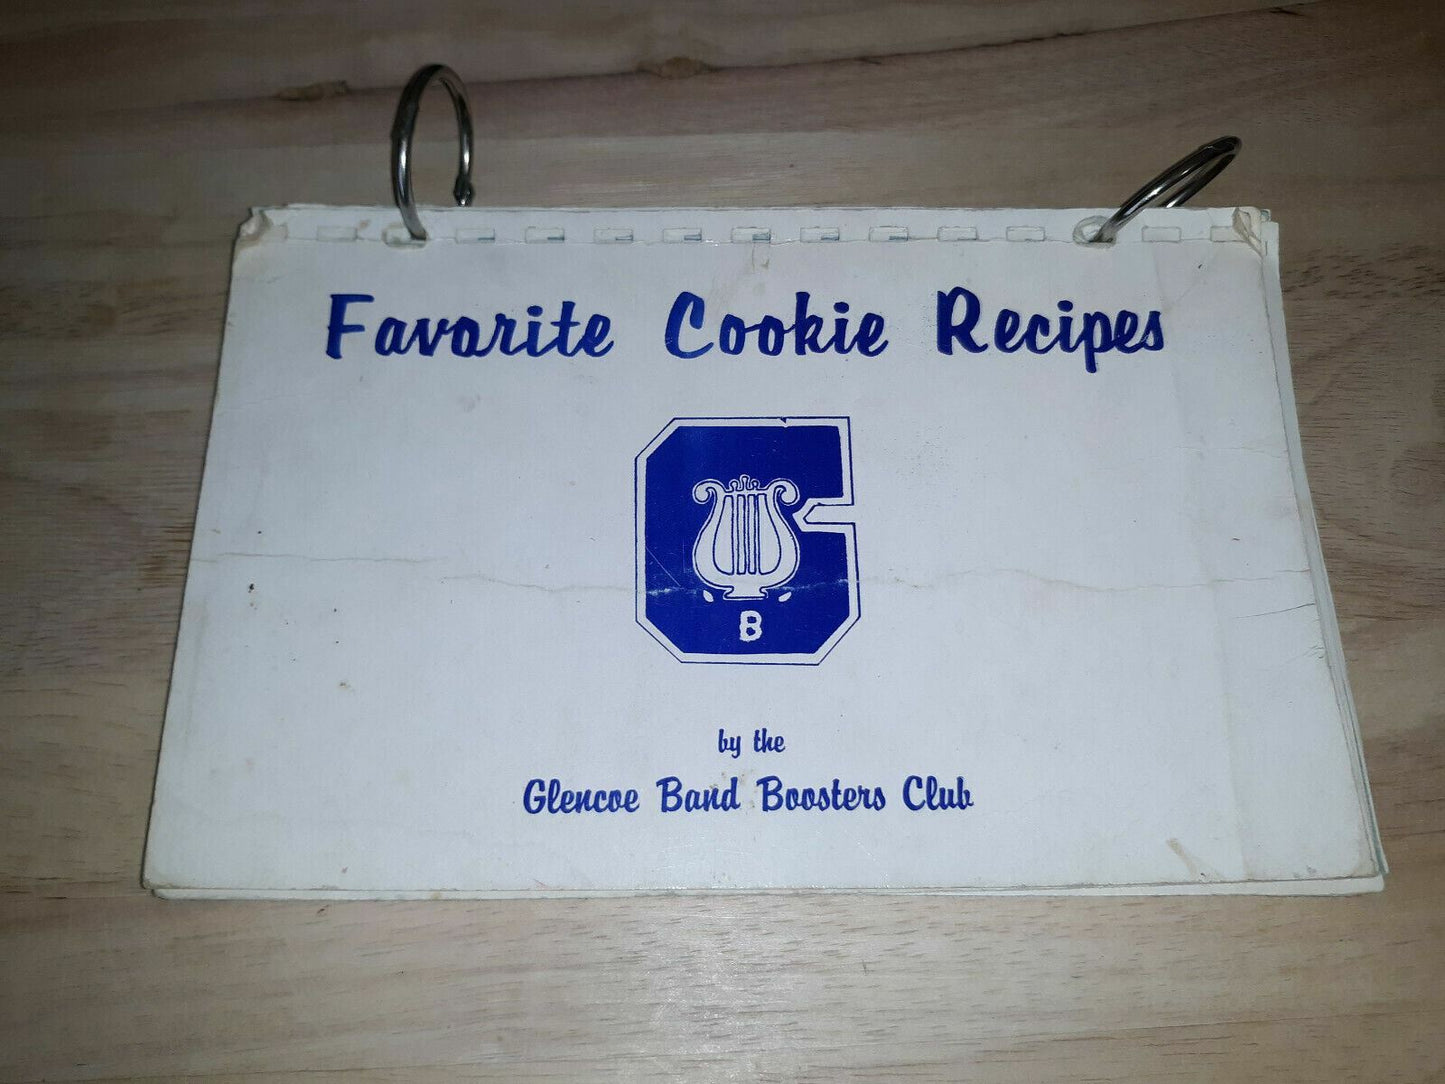 Favorite Cookie Recipes
G
B
by the
Glencoe Band Boosters Club